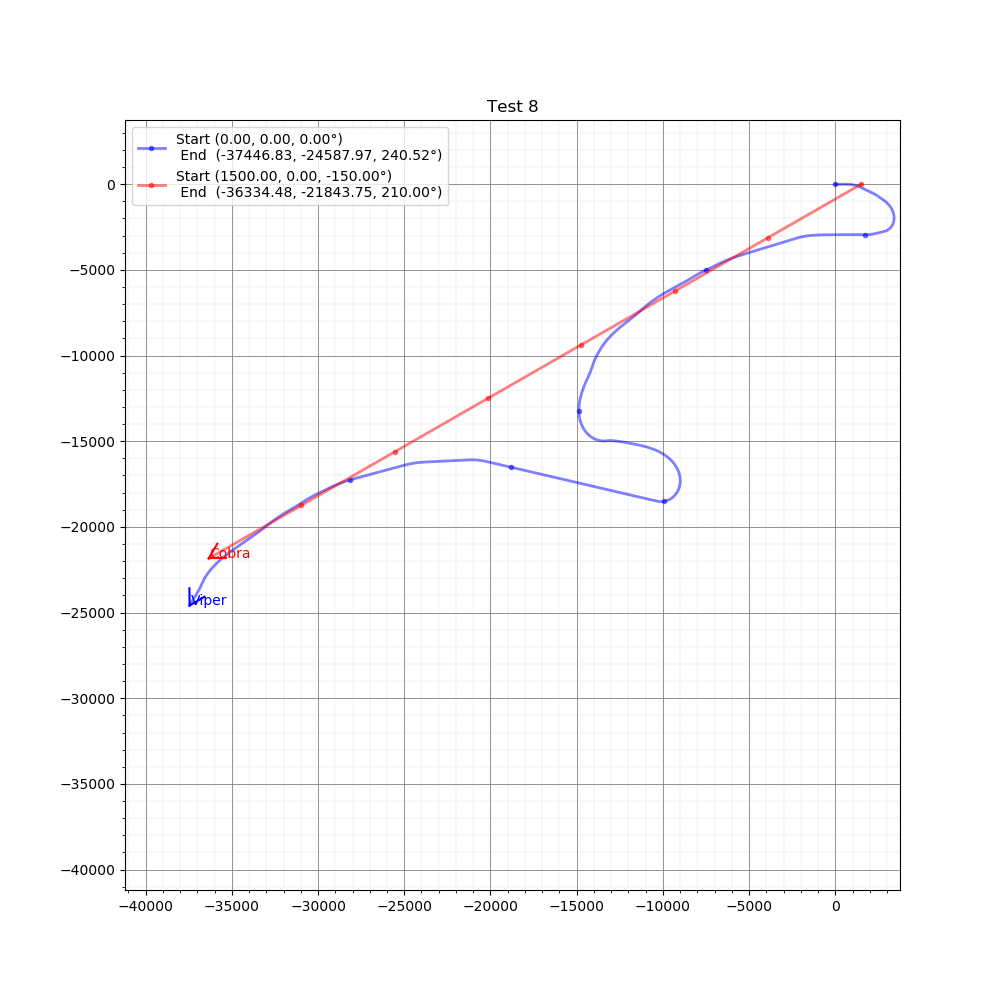 Test 8
Start (0.00, 0.00, 0.00°)
End  (-37446.83, -24587.97, 240.52°)
Start (1500.00, 0.00, -150.00°)
End  (-36334.48, -21843.75, 210.00°)
0
−5000
−10000
−15000
−20000
−25000
−30000
−35000
−40000
Cobra
Viper
−40000 −35000 −30000 −25000 −20000 −15000 −10000 −5000 0